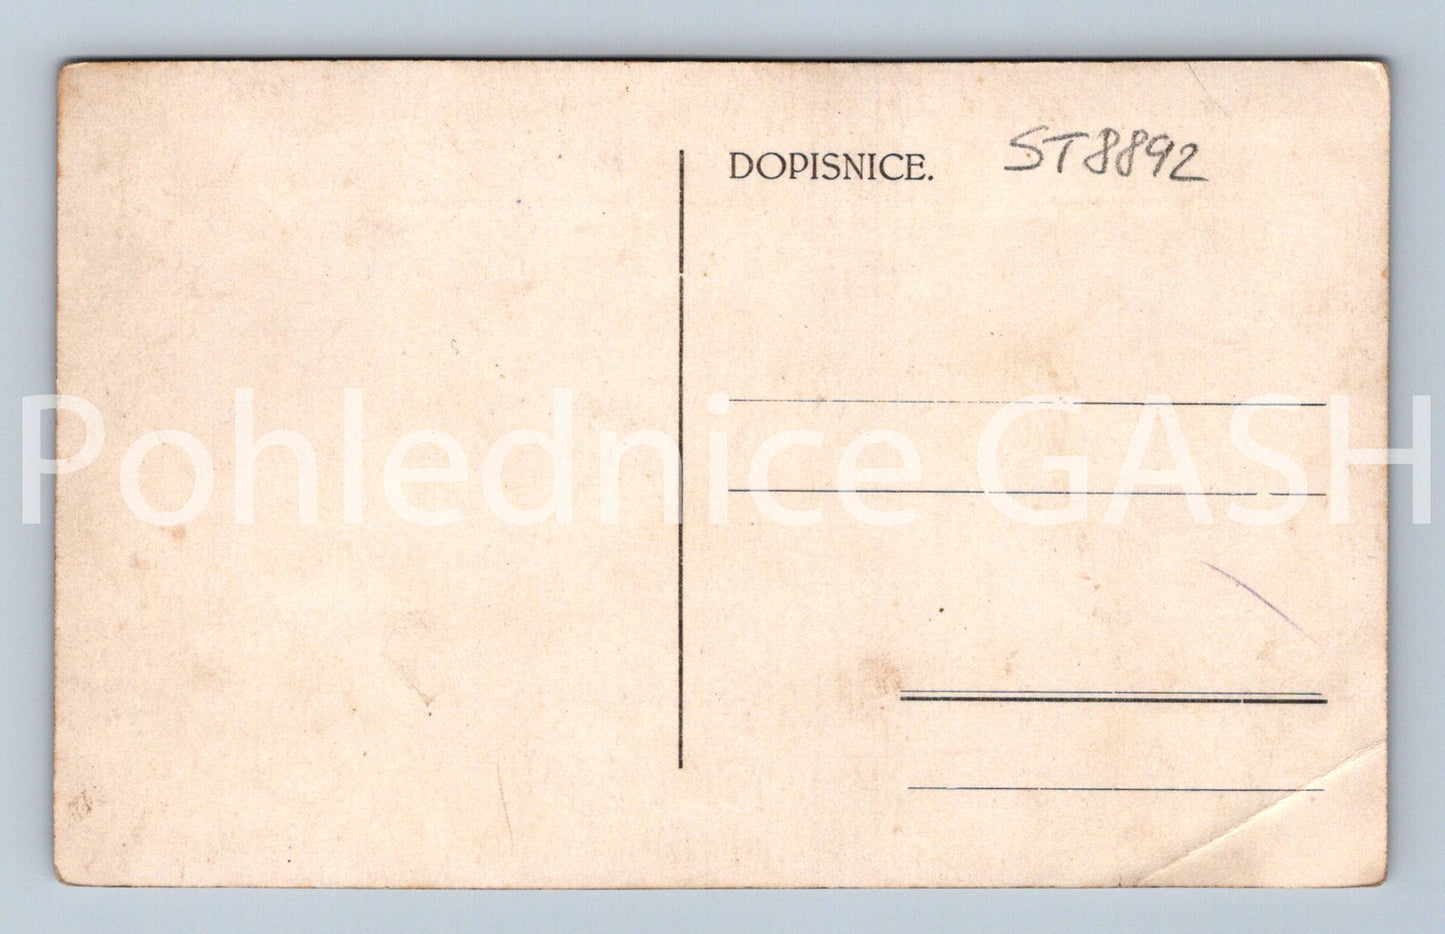 DOPISNICE. ST8892
Pohlednice GASH